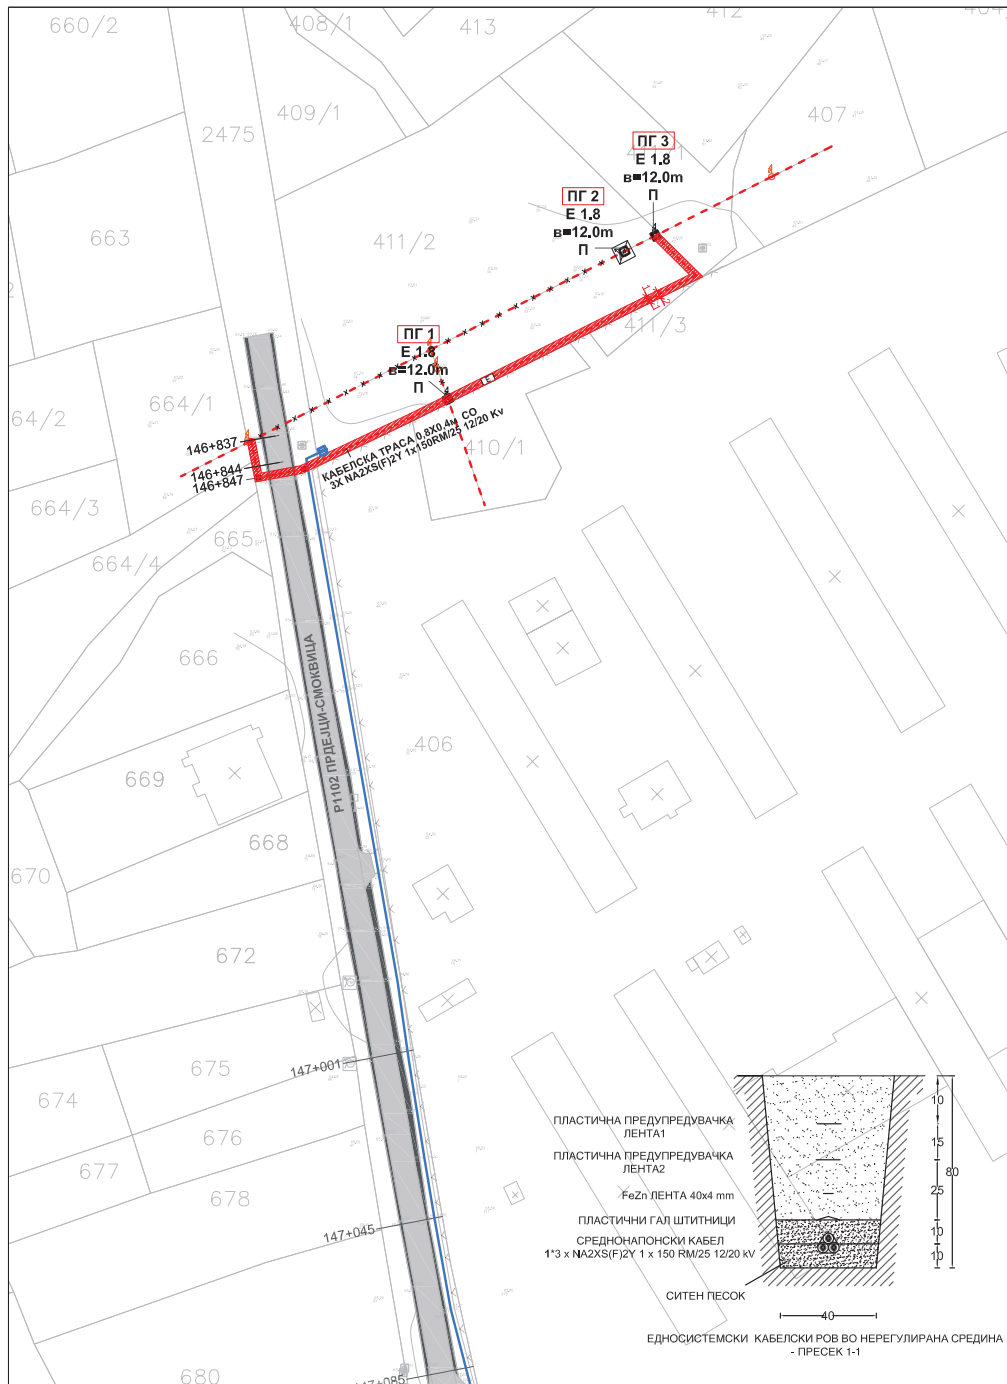 660/2
408/1
413
412
404
409/1
2475
407
ПГ 3
Е 1.8
в=12.0m
П
ПГ 2
Е 1.8
в=12.0m
П
663
411/2
411/3
ПГ 1
Е 1.8
в=12.0m
П
64/2
664/1
146+837
146+844
146+847
КАБЕЛСКА ТРАСА 0,8X0,4м СО
3X NA2XS(F)2Y 1x150RM/25 12/20 Kv
410/1
664/3
665
664/4
666
Р1102 ПРДЕЈЦИ-СМОКВИЦА
406
669
668
670
672
675
147+001
674
676
677
678
147+045
680
147+085
ПЛАСТИЧНА ПРЕДУПРЕДУВАЧКА
ЛЕНТА1
ПЛАСТИЧНА ПРЕДУПРЕДУВАЧКА
ЛЕНТА2
FeZn ЛЕНТА 40x4 mm
ПЛАСТИЧНИ ГАЛ ШТИТНИЦИ
СРЕДНОНАПОНСКИ КАБЕЛ
1*3 x NA2XS(F)2Y 1 x 150 RM/25 12/20 kV
СИТЕН ПЕСОК
10
15
25
10
10
80
40
ЕДНОСИСТЕМСКИ КАБЕЛСКИ РОВ ВО НЕРЕГУЛИРАНА СРЕДИНА
- ПРЕСЕК 1-1